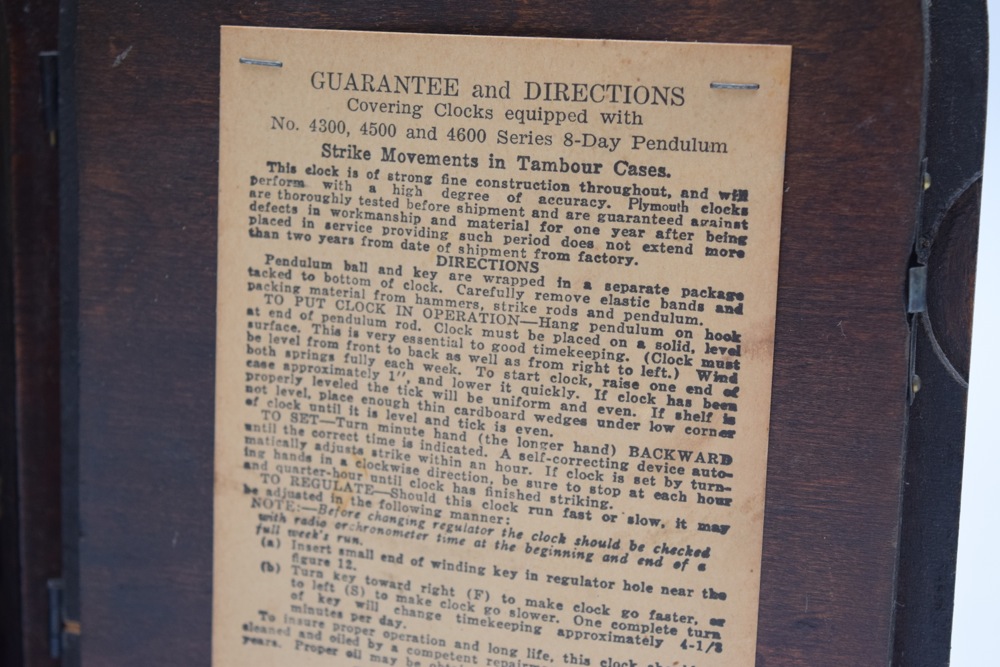 GUARANTEE and DIRECTIONS
Covering Clocks equipped with
No. 4300, 4500 and 4600 Series 8-Day Pendulum
Strike Movements in Tambour Cases.
This clock is of strong fine construction throughout, and will
perform with a high degree of accuracy. Plymouth clocks
are thoroughly tested before shipment and are guaranteed against
defects in workmanship and material for one year after being
placed in service providing such period does not extend more
than two years from date of shipment from factory.
DIRECTIONS
Pendulum ball and key are wrapped in a separate package
tacked to bottom of clock. Carefully remove elastic bands and
packing material from hammers, strike rods and pendulum.
TO PUT CLOCK IN OPERATION—Hang pendulum on hook
at end of pendulum rod. Clock must be placed on a solid, level
surface. This is very essential to good timekeeping. (Clock must
be level from front to back as well as from right to left.) Wind
both springs fully each week. To start clock, raise one end of
case approximately 1", and lower it quickly. If clock has been
properly leveled the tick will be uniform and even. If shelf is
not level, place enough thin cardboard wedges under low corner
of clock until it is level and tick is even.
TO SET—Turn minute hand (the longer hand) BACKWARD
until the correct time is indicated. A self-correcting device auto-
matically adjusts strike within an hour. If clock is set by turn-
ing hands in a clockwise direction, be sure to stop at each hour
and quarter-hour until clock has finished striking.
TO REGULATE—Should this clock run fast or slow, it may
be adjusted in the following manner:
NOTE:—Before changing regulator the clock should be checked
with radio or chronometer time at the beginning and end of a
full week's run.
(a) Insert small end of winding key in regulator hole near the
figure 12.
(b) Turn key toward right (F) to make clock go faster, or
to left (S) to make clock go slower. One complete turn
of key will change timekeeping approximately 4-1/2
minutes per day.
To insure proper operation and long life, this clock
cleaned and oiled by a competent
years. Proper oil may be